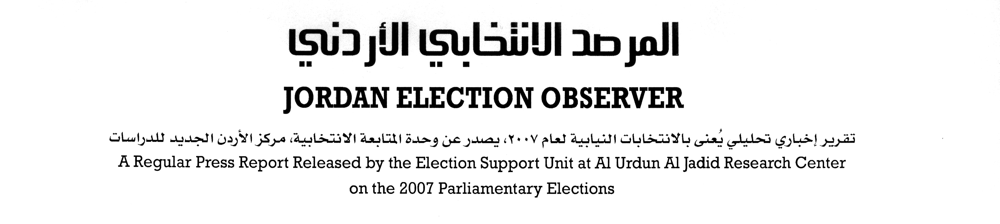 المرصد الانتخابي الأردني
JORDAN ELECTION OBSERVER
تقرير إخباري تحليلي يُعنى بالانتخابات النيابية لعام ٢٠٠٧، يصدر عن وحدة المتابعة الانتخابية، مركز الأردن الجديد للدراسات
A Regular Press Report Released by the Election Support Unit at Al Urdun Al Jadid Research Center
on the 2007 Parliamentary Elections